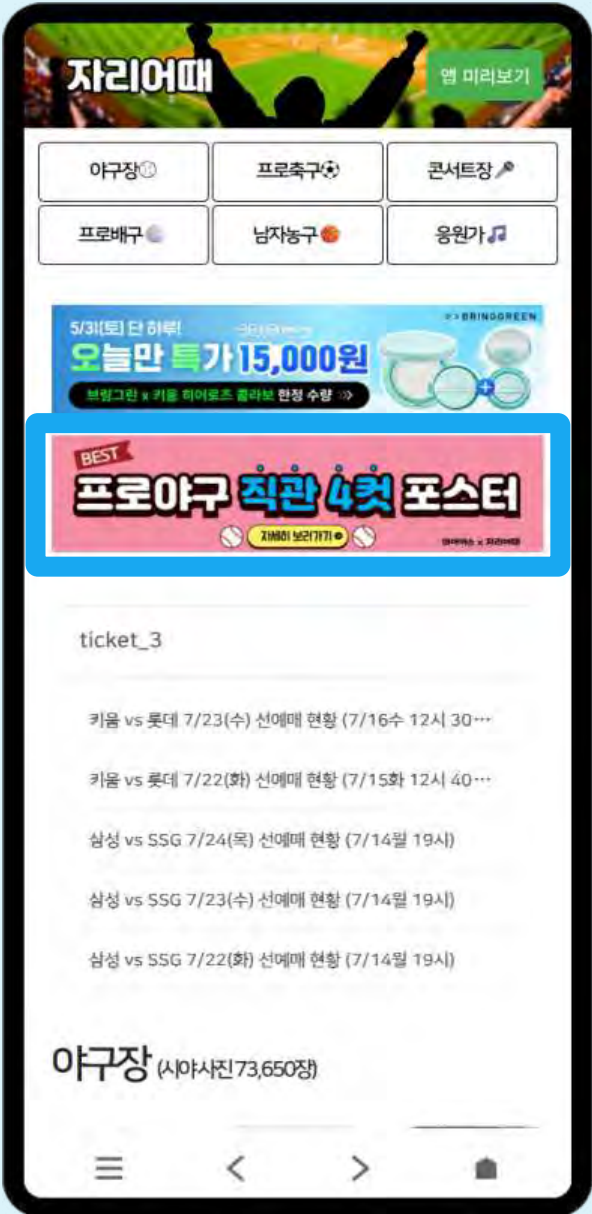 자리어때
앱 미리보기
야구장⚾ 프로축구⚽ 콘서트장🎤
프로배구🏐 남자농구🏀 응원가🎵
>>BRINGGREEN
5/31(토) 단 하루!
오늘만 특가 15,000원
브링그린 x 키움 히어로즈 콜라보 한정 수량 >>>
BEST
프로야구 직관 4컷 포스터
자세히 보러가기
x 자리어때
ticket_3
키움 vs 롯데 7/23(수) 선예매 현황 (7/16수 12시 30…
키움 vs 롯데 7/22(화) 선예매 현황 (7/15화 12시 40…
삼성 vs SSG 7/24(목) 선예매 현황 (7/14월 19시)
삼성 vs SSG 7/23(수) 선예매 현황 (7/14월 19시)
삼성 vs SSG 7/22(화) 선예매 현황 (7/14월 19시)
야구장 (시야사진 73,650장)